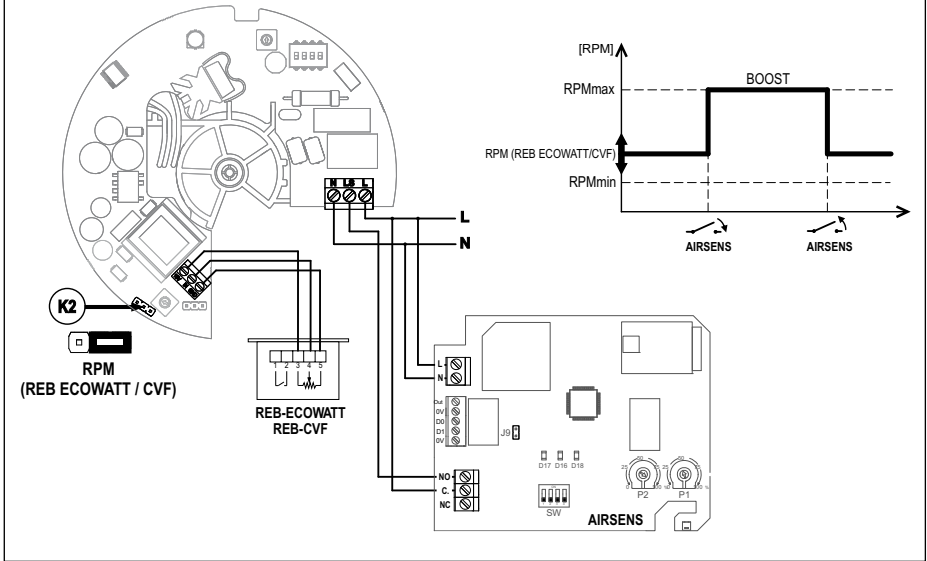 [RPM]
RPMmax
BOOST
RPM (REB ECOWATT/CVF)
RPMmin
AIRSENS
AIRSENS
N LS L
L
N
K2
RPM
(REB ECOWATT / CVF)
1 2 3 4 5
REB-ECOWATT
REB-CVF
L
N
Out
0V
D0
D1
0V
J9
D17 D16 D18
NO
C.
NC
SW
P2
P1
AIRSENS